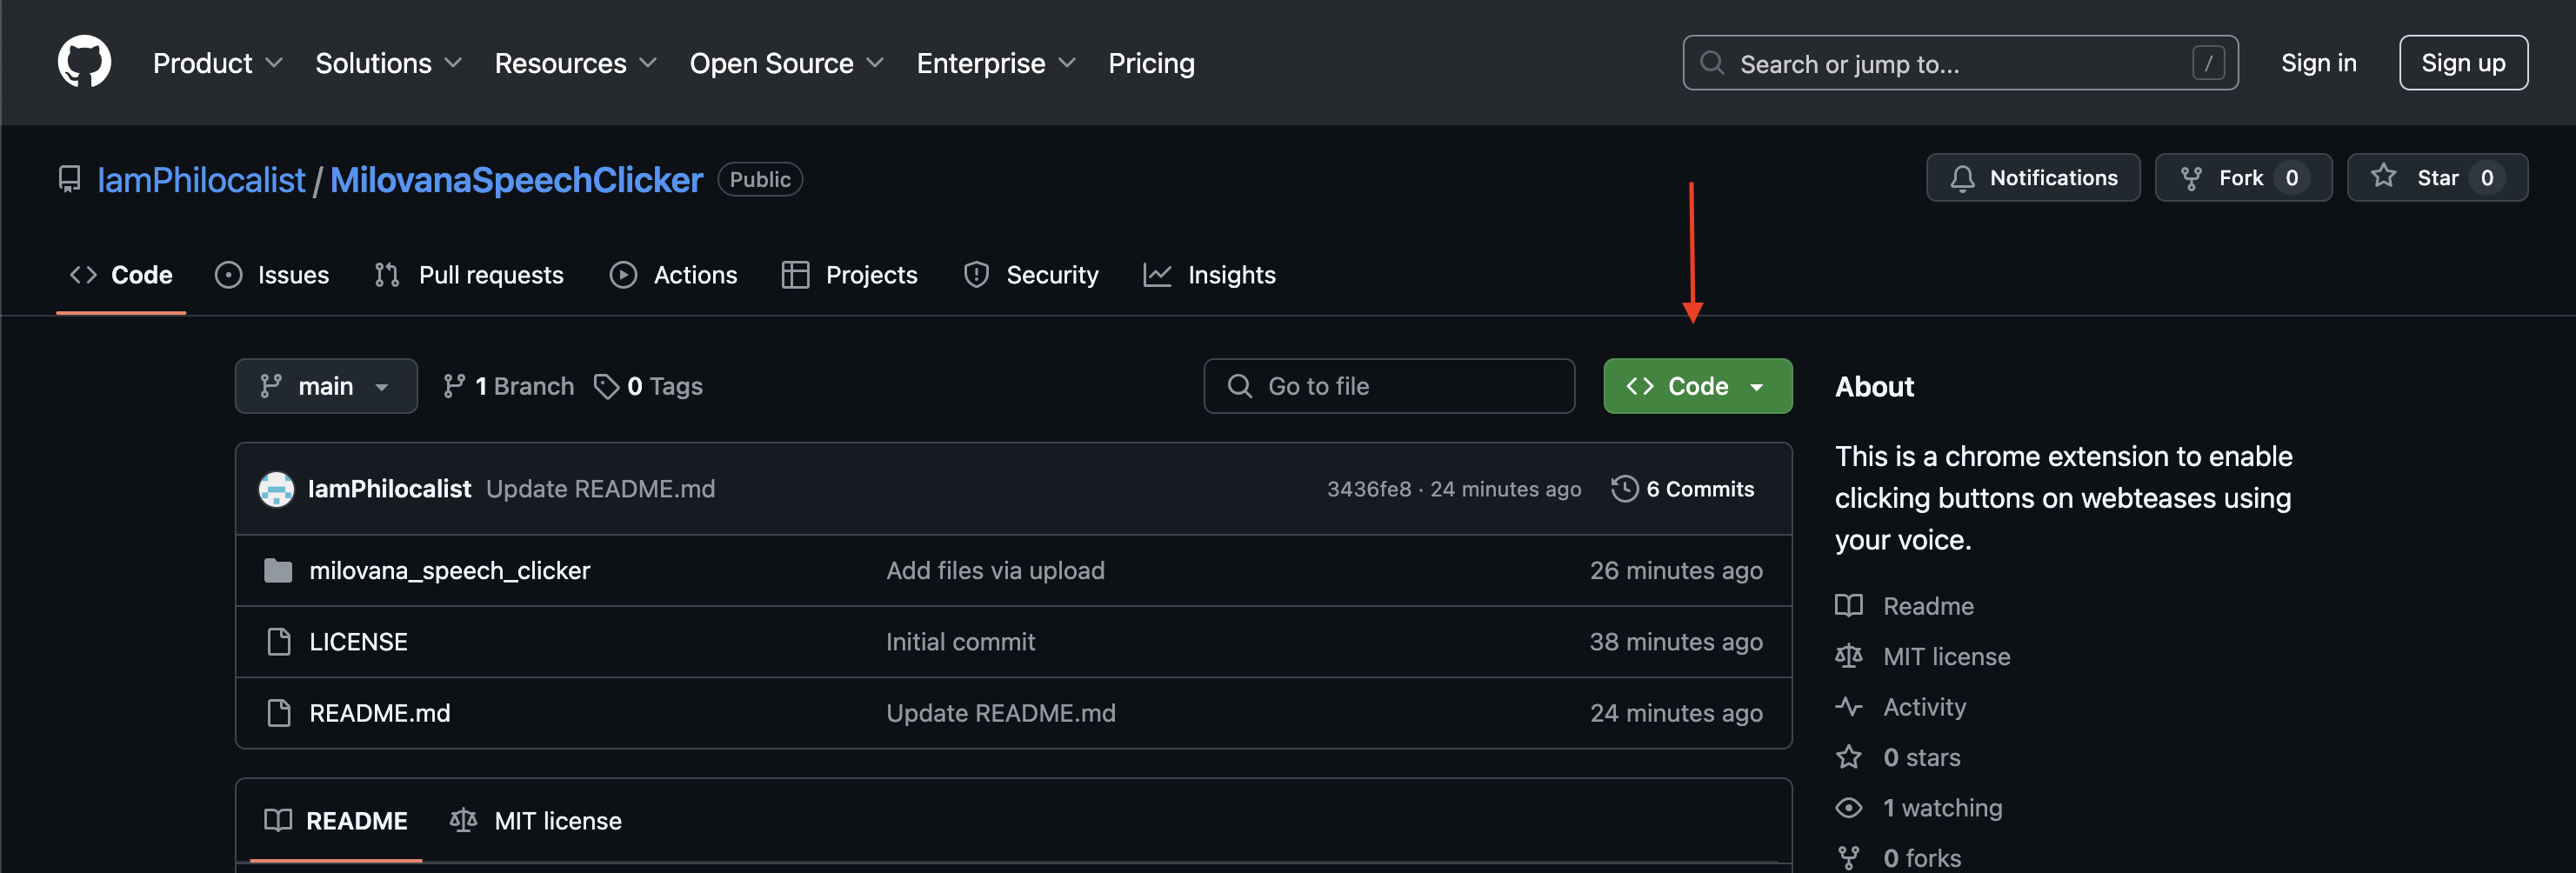 Product Solutions Resources Open Source Enterprise Pricing Search or jump to... / Sign in Sign up
IamPhilocalist / MilovanaSpeechClicker Public Notifications Fork 0 Star 0
Code Issues Pull requests Actions Projects Security Insights
main 1 Branch 0 Tags Go to file Code
IamPhilocalist Update README.md 3436fe8 · 24 minutes ago 6 Commits
milovana_speech_clicker Add files via upload 26 minutes ago
LICENSE Initial commit 38 minutes ago
README.md Update README.md 24 minutes ago
README MIT license
About
This is a chrome extension to enable
clicking buttons on webteases using
your voice.
Readme
MIT license
Activity
0 stars
1 watching
0 forks